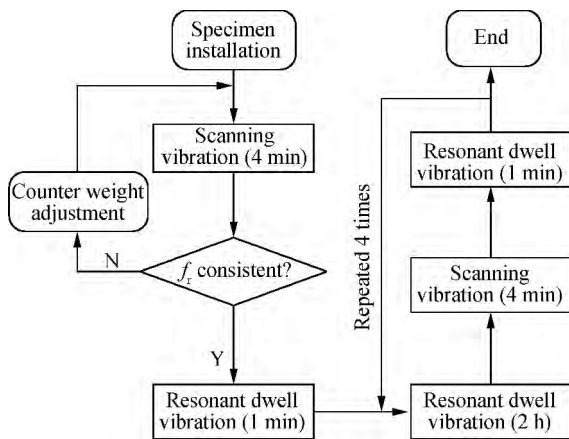 Specimen
installation
Scanning
vibration (4 min)
Counter weight
adjustment
N
fr consistent?
Y
Resonant dwell
vibration (1 min)
Repeated 4 times
End
Resonant dwell
vibration (1 min)
Scanning
vibration (4 min)
Resonant dwell
vibration (2 h)